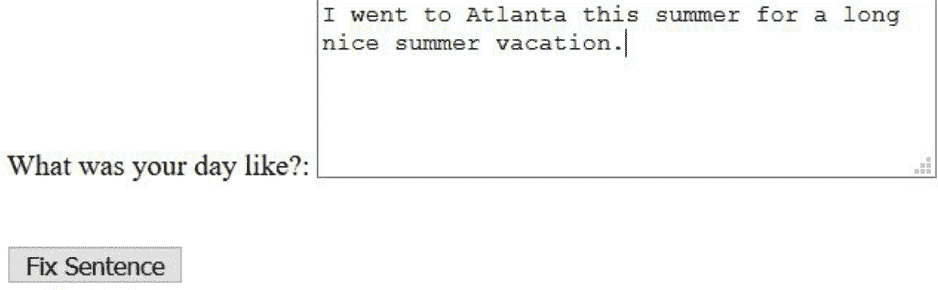 I went to Atlanta this summer for a long
nice summer vacation.
What was your day like?:
Fix Sentence